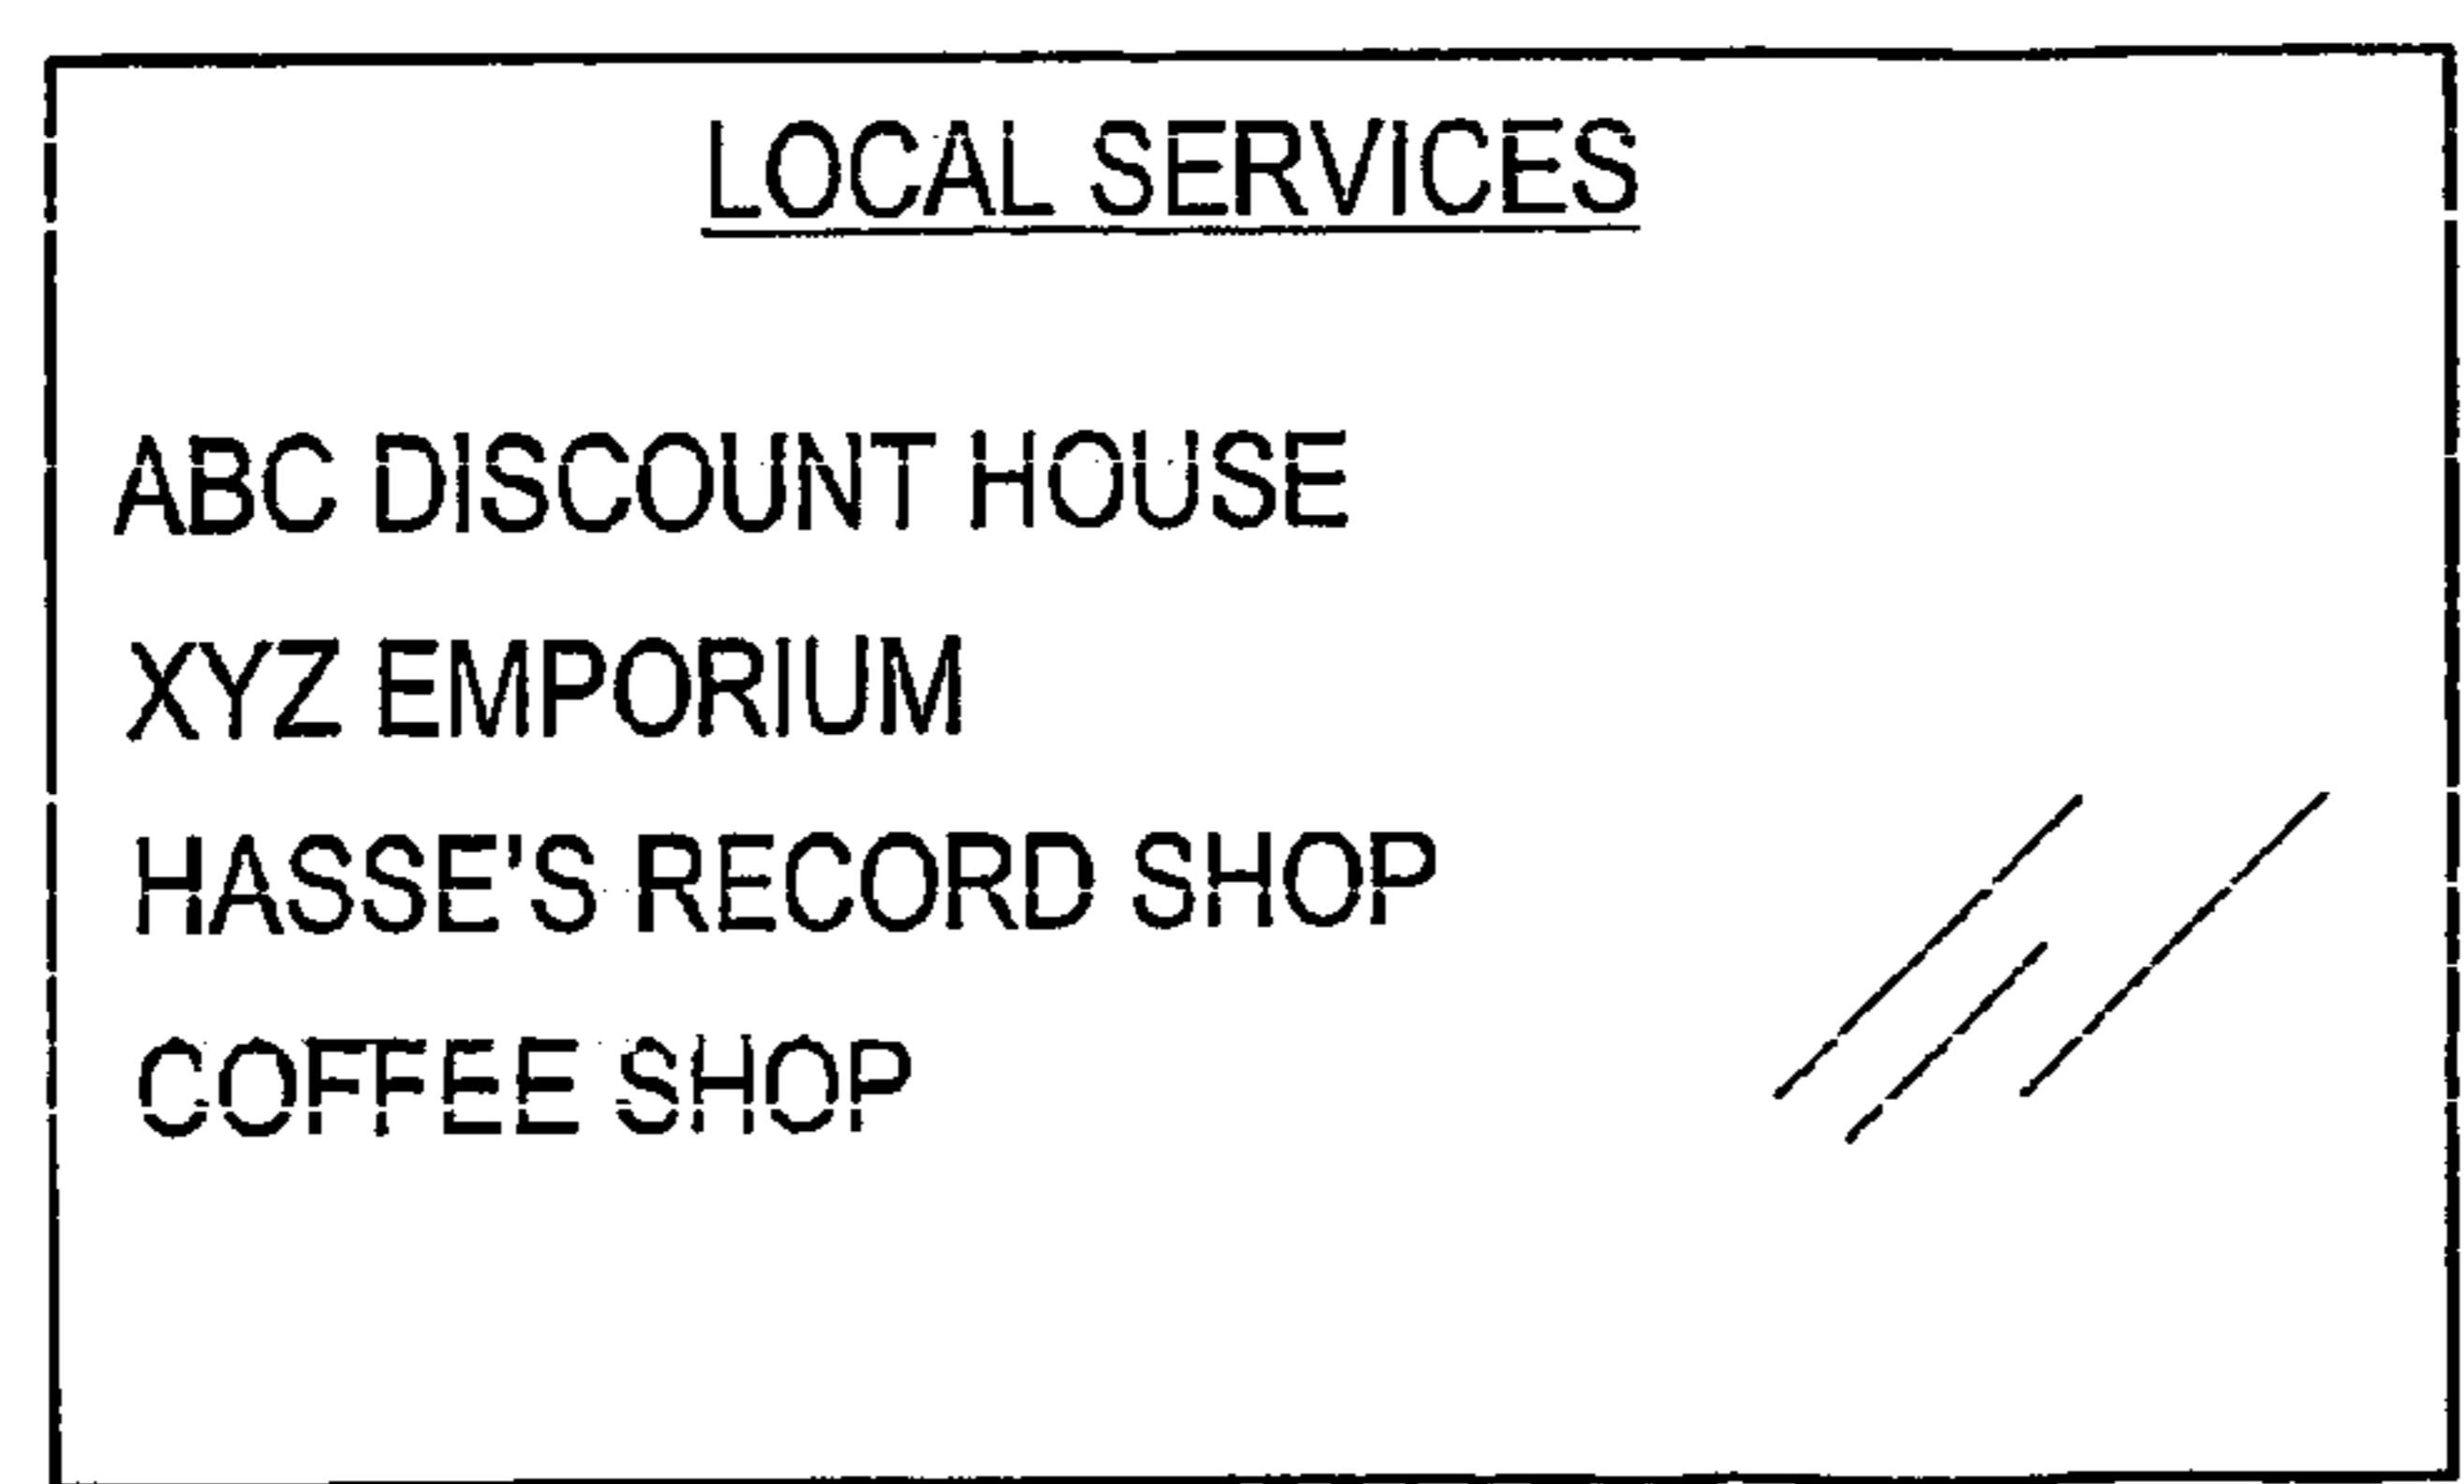 LOCAL SERVICES
ABC DISCOUNT HOUSE
XYZ EMPORIUM
HASSE'S RECORD SHOP
COFFEE SHOP